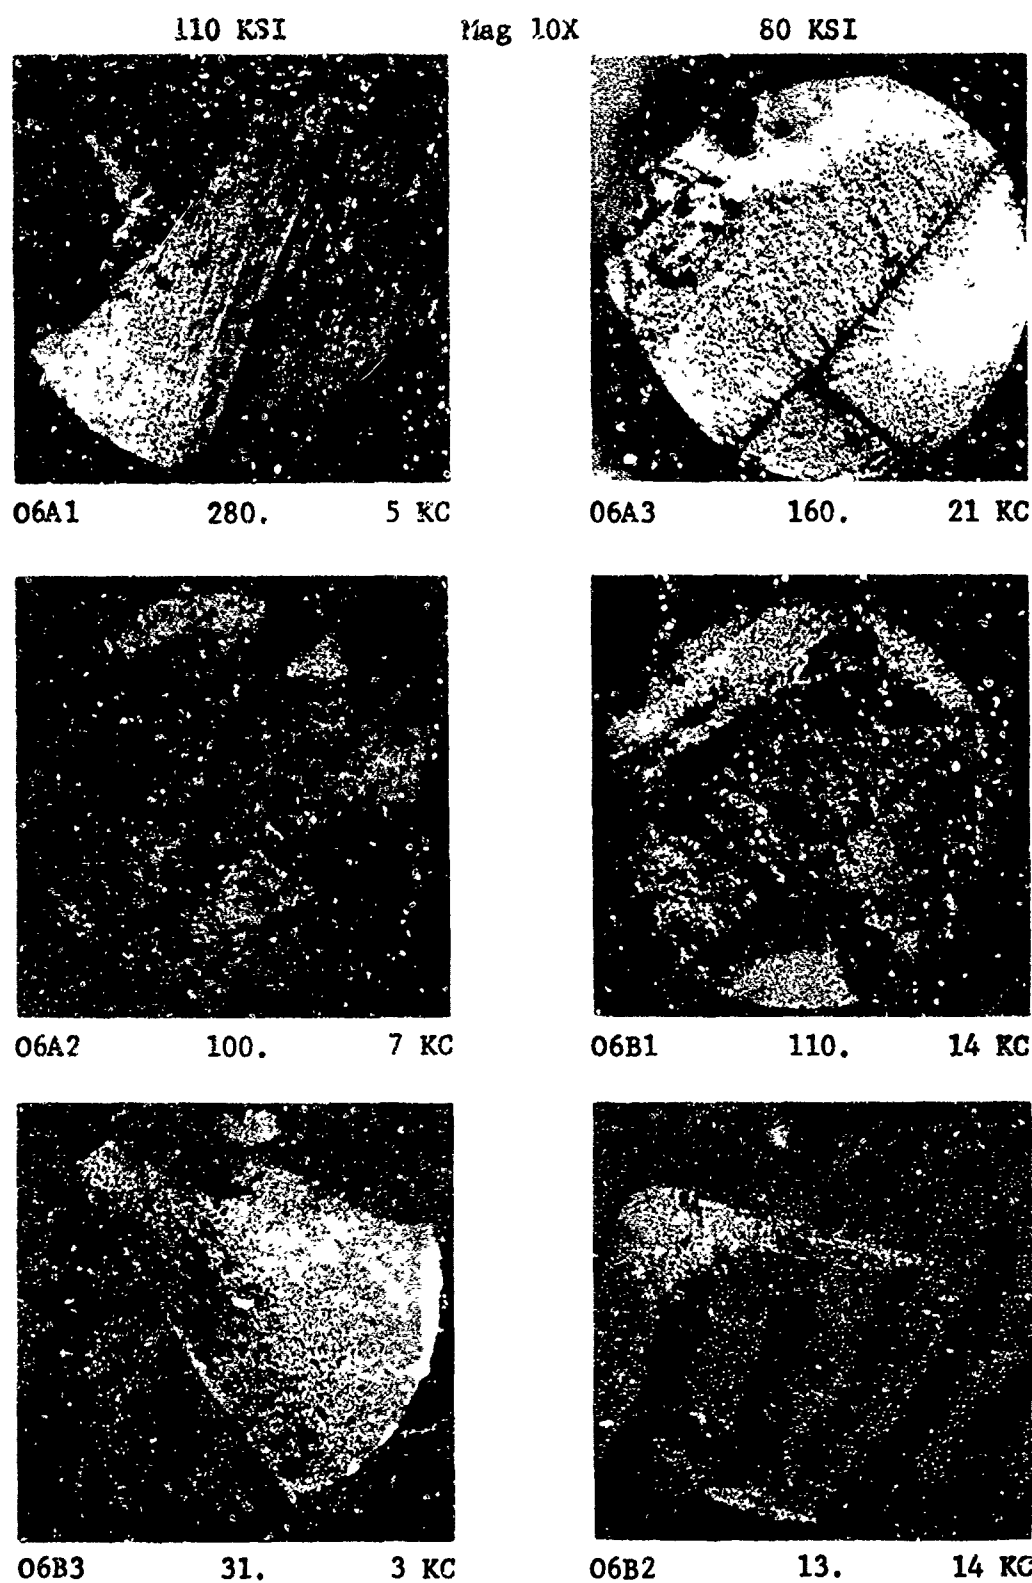 110 KSI Mag 10X 80 KSI
06A1 280. 5 KC
06A3 160. 21 KC
06A2 100. 7 KC
06B1 110. 14 KC
06B3 31. 3 KC
06B2 13. 14 KC